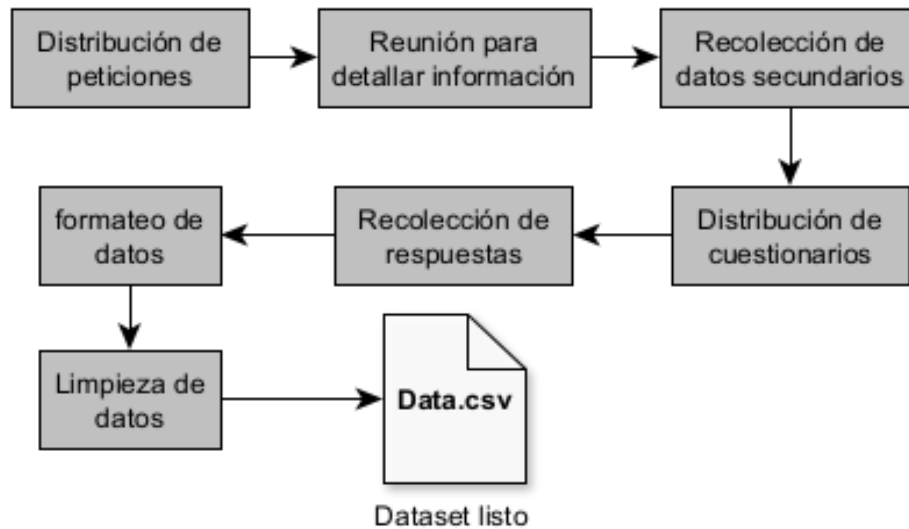 Distribución de
peticiones
Reunión para
detallar información
Recolección de
datos secundarios
Distribución de
cuestionarios
Recolección de
respuestas
formateo de
datos
Limpieza de
datos
Data.csv
Dataset listo